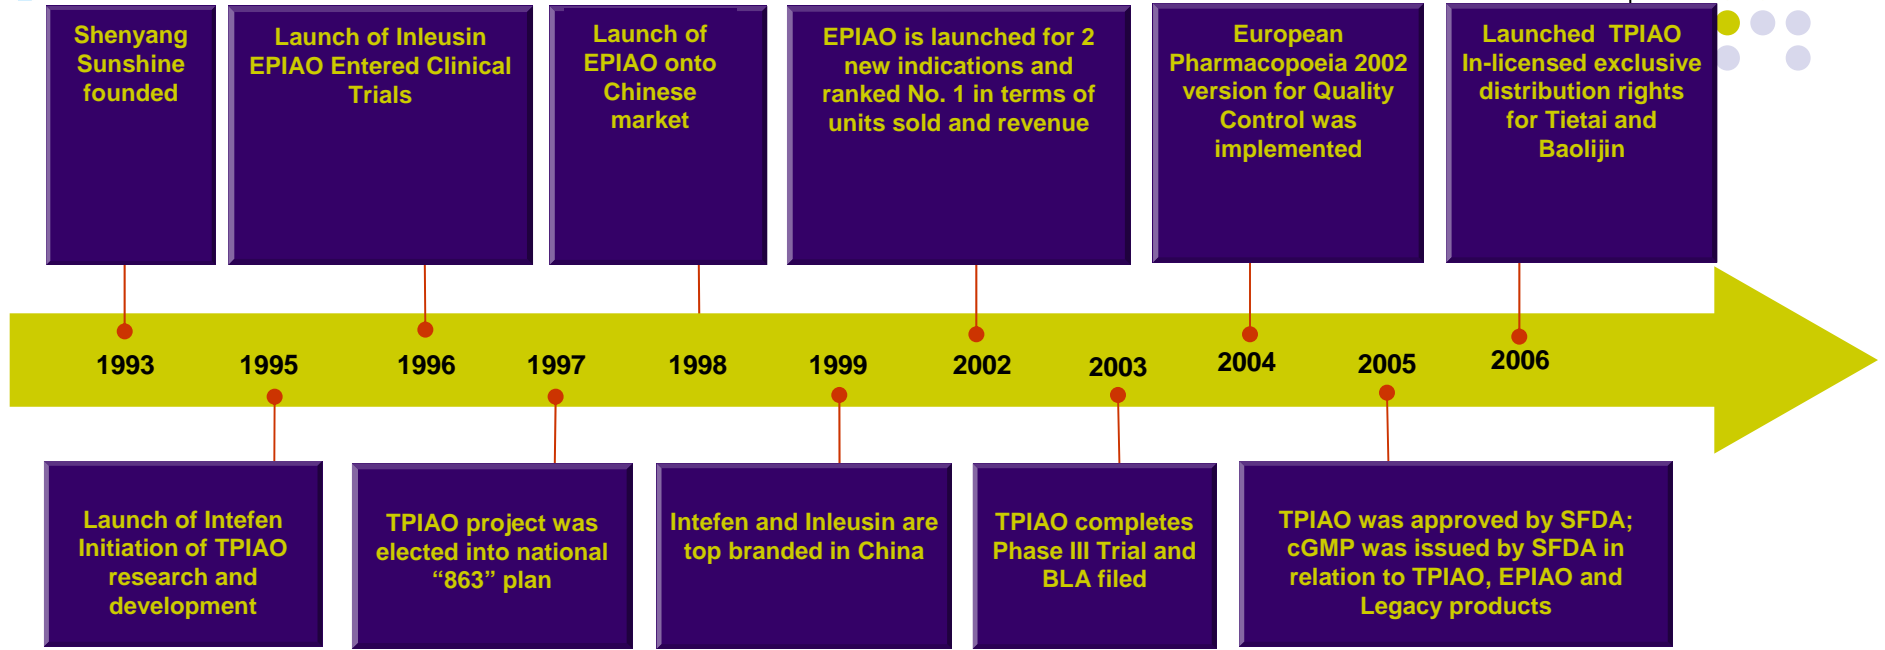 Shenyang
Sunshine
founded
Launch of Inleusin
EPIAO Entered Clinical
Trials
Launch of
EPIAO onto
Chinese
market
EPIAO is launched for 2
new indications and
ranked No. 1 in terms of
units sold and revenue
European
Pharmacopoeia 2002
version for Quality
Control was
implemented
Launched TPIAO
In-licensed exclusive
distribution rights
for Tietai and
Baolijin
1993
1995
1996
1997
1998
1999
2002
2003
2004
2005
2006
Launch of Intefen
Initiation of TPIAO
research and
development
TPIAO project was
elected into national
“863” plan
Intefen and Inleusin are
top branded in China
TPIAO completes
Phase III Trial and
BLA filed
TPIAO was approved by SFDA;
cGMP was issued by SFDA in
relation to TPIAO, EPIAO and
Legacy products